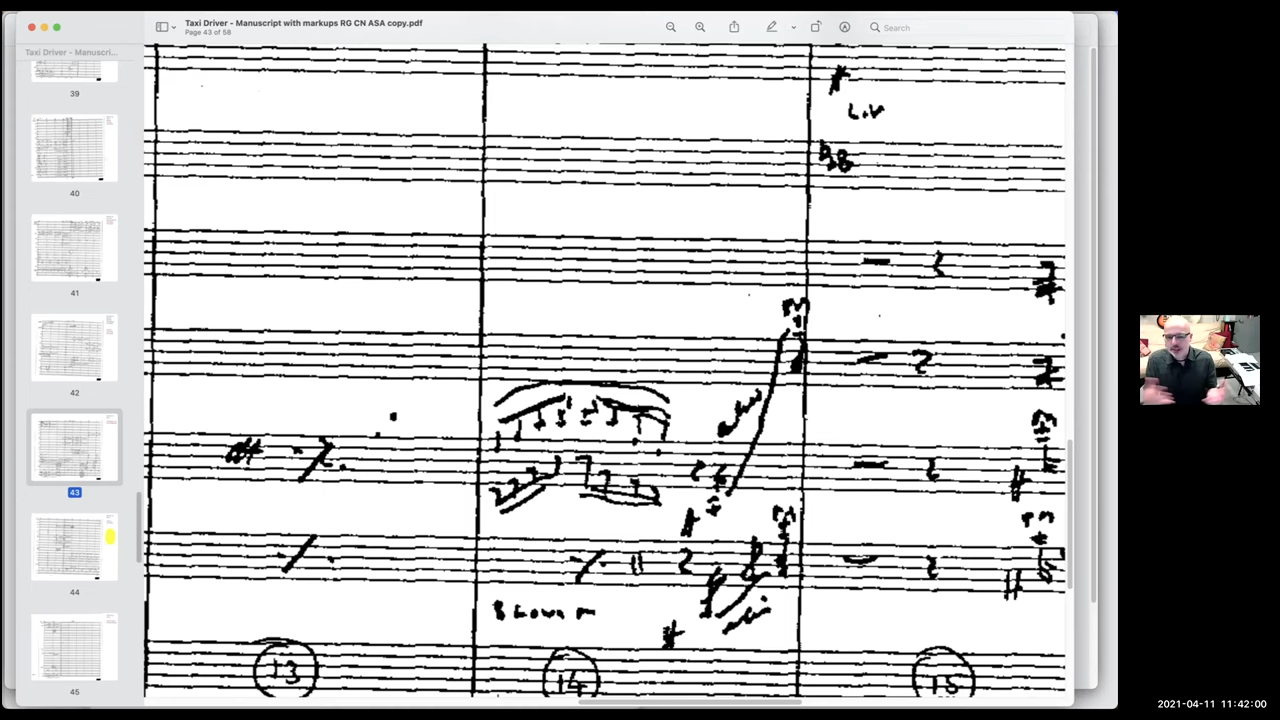 Taxi Driver - Manuscript with markups RG CN ASA copy.pdf
Page 43 of 58
Search
Taxi Driver - Manuscri...
39
40
41
42
43
44
45
L.V
13
14
15
2021-04-11 11:42:00